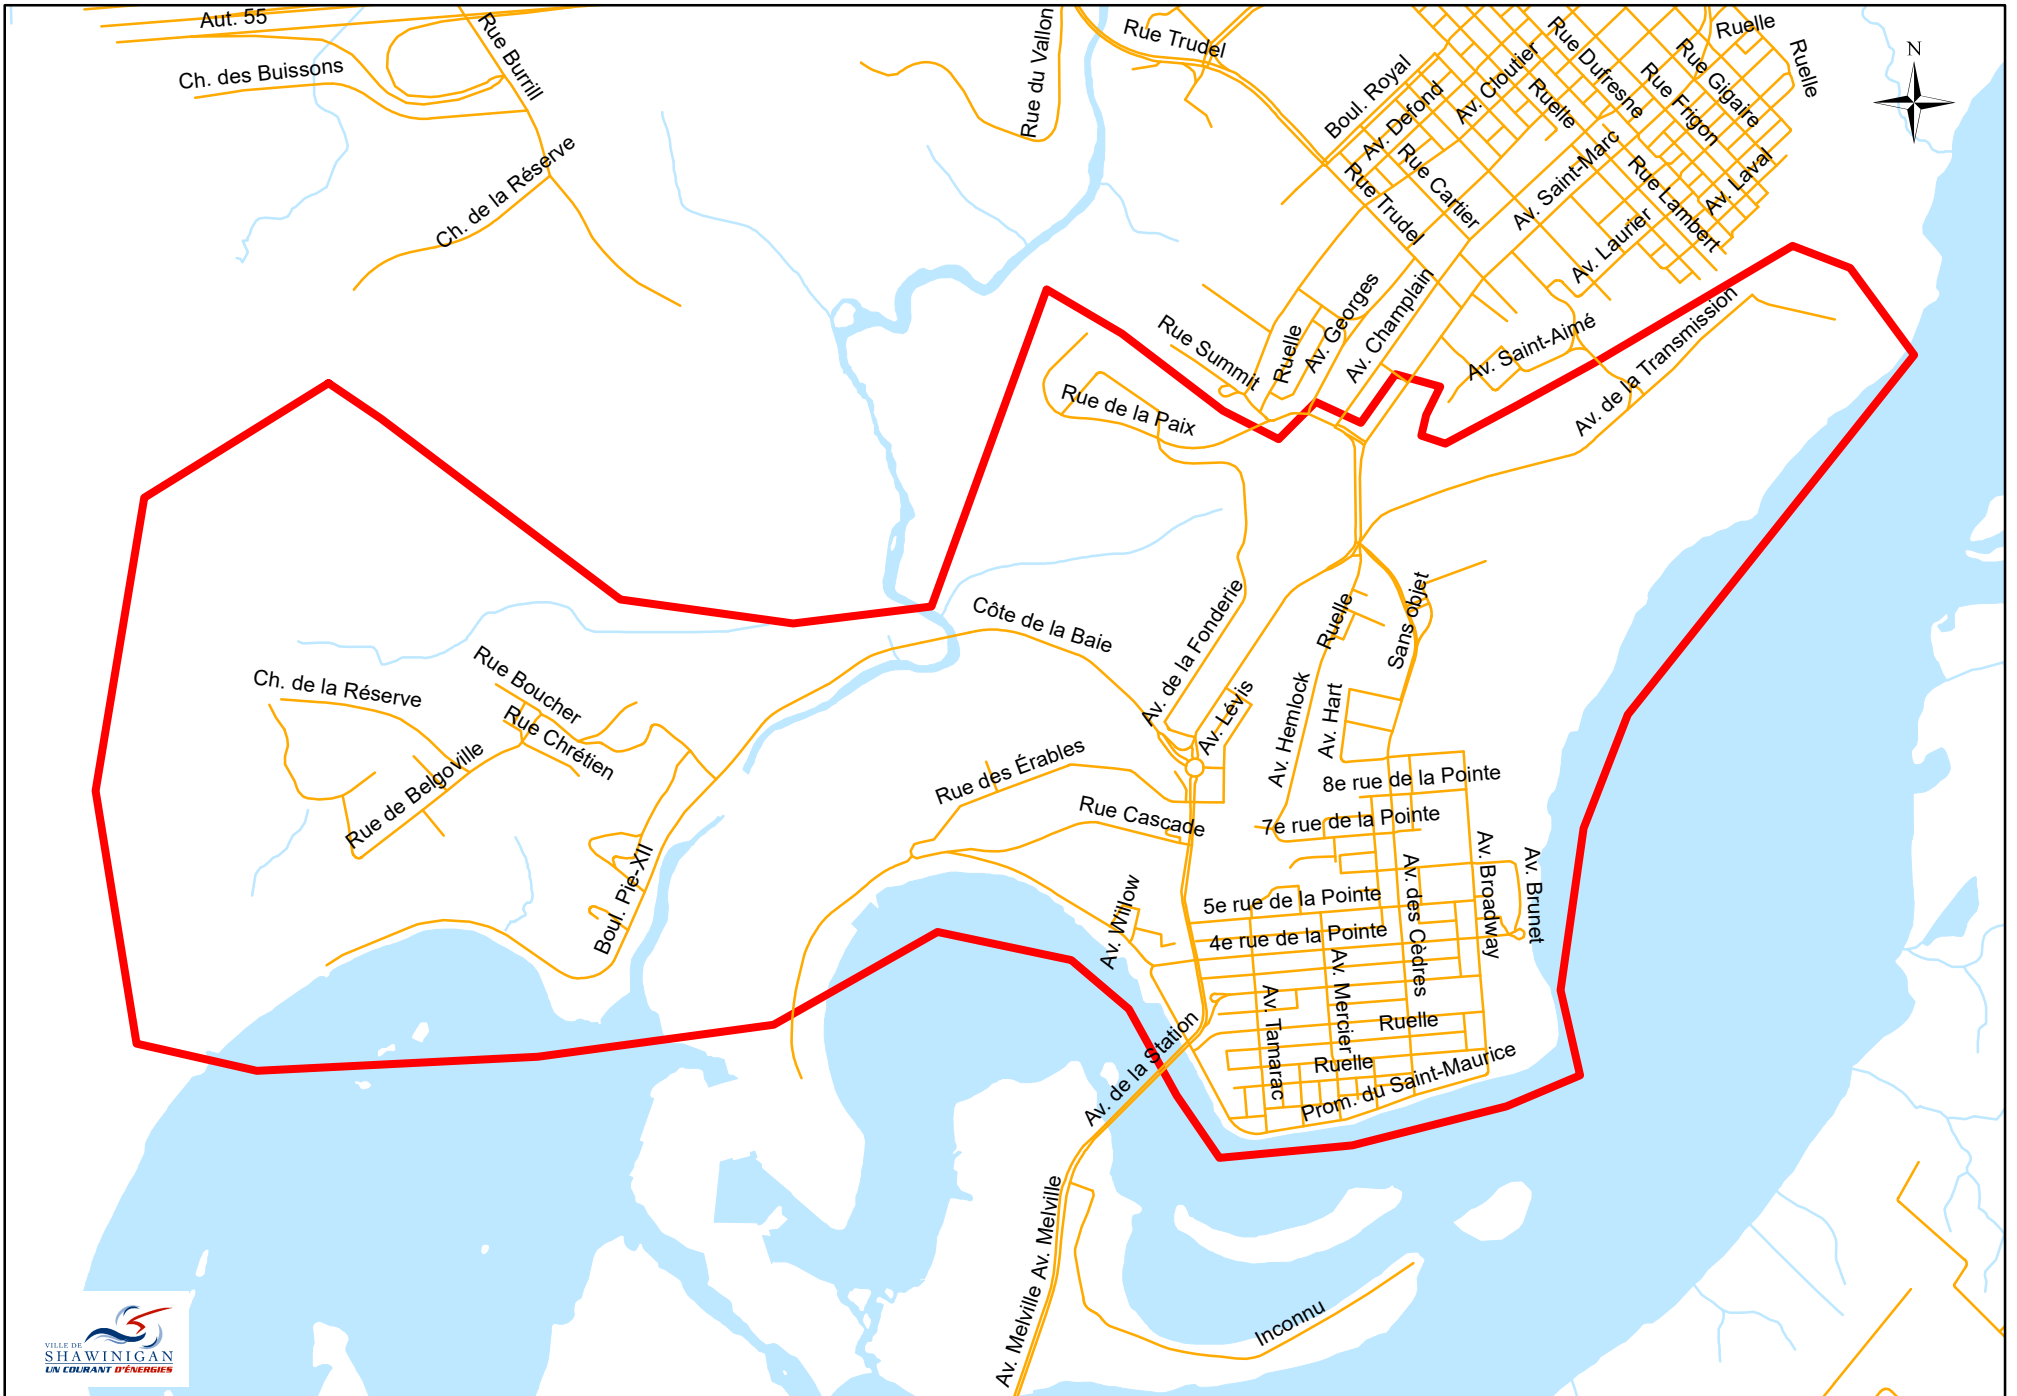 Aut. 55
Rue Burrill
Ch. des Buissons
Ch. de la Réserve
Rue du Vallon
Rue Trudel
Boul. Royal
Av. Defond
Av. Cloutier
Rue Dufresne
Ruelle
Rue Gigaire
Ruelle
Ruelle
Rue Frigon
N
Rue Cartier
Rue Trudel
Av. Saint-Marc
Rue Lambert
Av. Laval
Av. Laurier
Rue Summit
Ruelle
Av. Georges
Av. Champlain
Av. Saint-Aimé
Av. de la Transmission
Rue de la Paix
Côte de la Baie
Av. de la Fonderie
Ruelle
Sans objet
Ch. de la Réserve
Rue Boucher
Rue Chrétien
Rue de Belgoville
Av. Lévis
Av. Hemlock
Av. Hart
Rue des Érables
Rue Cascade
8e rue de la Pointe
7e rue de la Pointe
Boul. Pie-XII
Av. Willow
5e rue de la Pointe
4e rue de la Pointe
Av. des Cèdres
Av. Broadway
Av. Brunet
Av. Mercier
Av. Tamarac
Ruelle
Ruelle
Prom. du Saint-Maurice
Av. de la Station
Av. Melville
Av. Melville
Inconnu
VILLE DE
SHAWINIGAN
UN COURANT D'ÉNERGIES